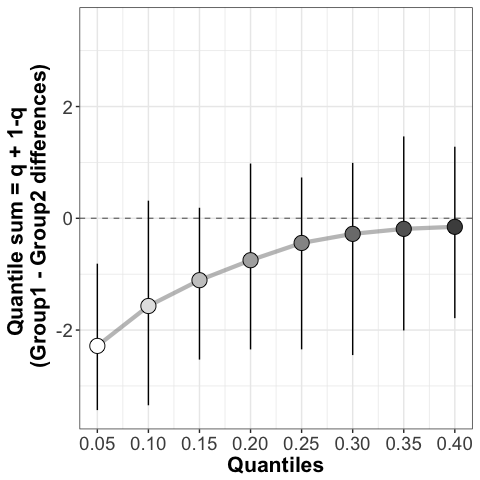 Quantile sum = q + 1-q
(Group1 - Group2 differences)
2
0
-2
0.05 0.10 0.15 0.20 0.25 0.30 0.35 0.40
Quantiles